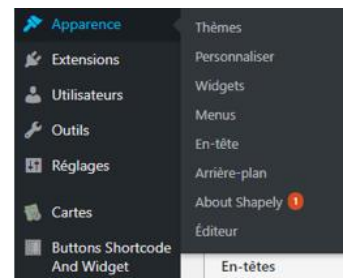 Apparence
Extensions
Utilisateurs
Outils
Réglages
Cartes
Buttons Shortcode
And Widget
Thèmes
Personnaliser
Widgets
Menus
En-tête
Arrière-plan
About Shapely 1
Éditeur
En-têtes